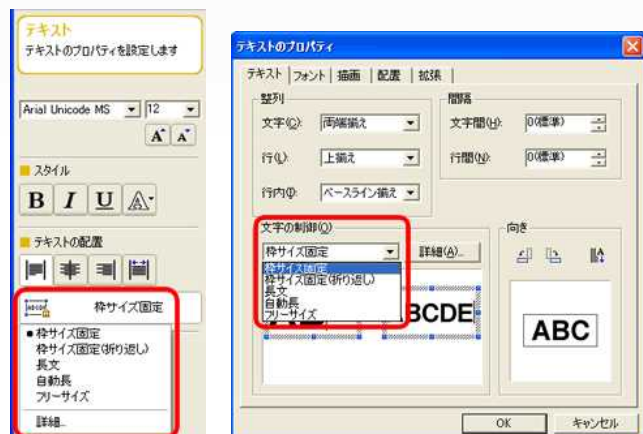 テキスト
テキストのプロパティを設定します
Arial Unicode MS
12
A A
スタイル
B I U A
テキストの配置
枠サイズ固定
枠サイズ固定
枠サイズ固定(折り返し)
長文
自動長
フリーサイズ
詳細...
テキストのプロパティ
テキスト フォント 描画 配置 拡張
整列
文字(C): 両端揃え
行(L): 上揃え
行内(I): ベースライン揃え
間隔
文字間(H): 0(標準)
行間(N): 0(標準)
文字の制御(O)
枠サイズ固定
詳細(A)...
枠サイズ固定
枠サイズ固定(折り返し)
長文
自動長
フリーサイズ
BCDE
向き
ABC
OK
キャンセル